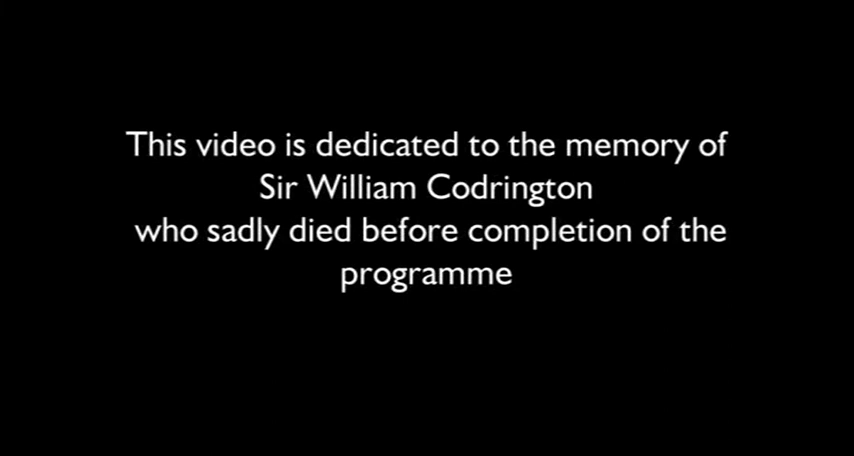 This video is dedicated to the memory of
Sir William Codrington
who sadly died before completion of the
programme